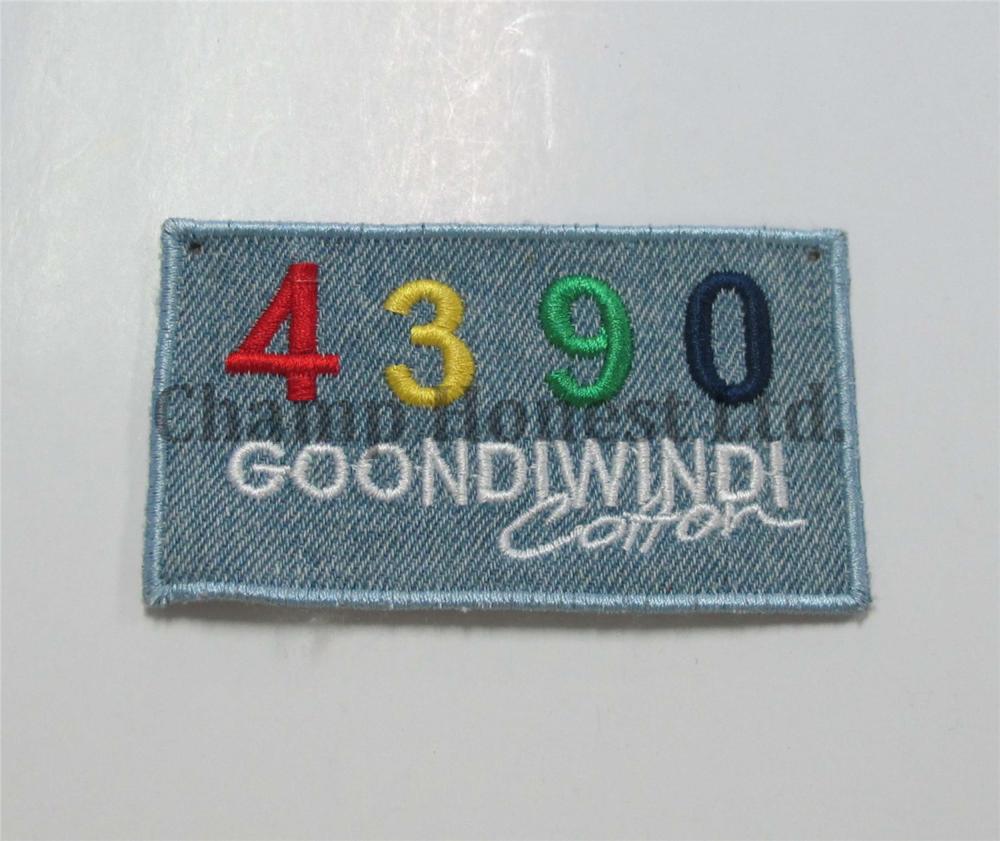 4390
Champ Honest Ltd.
GOONDIWINDI
Cotton